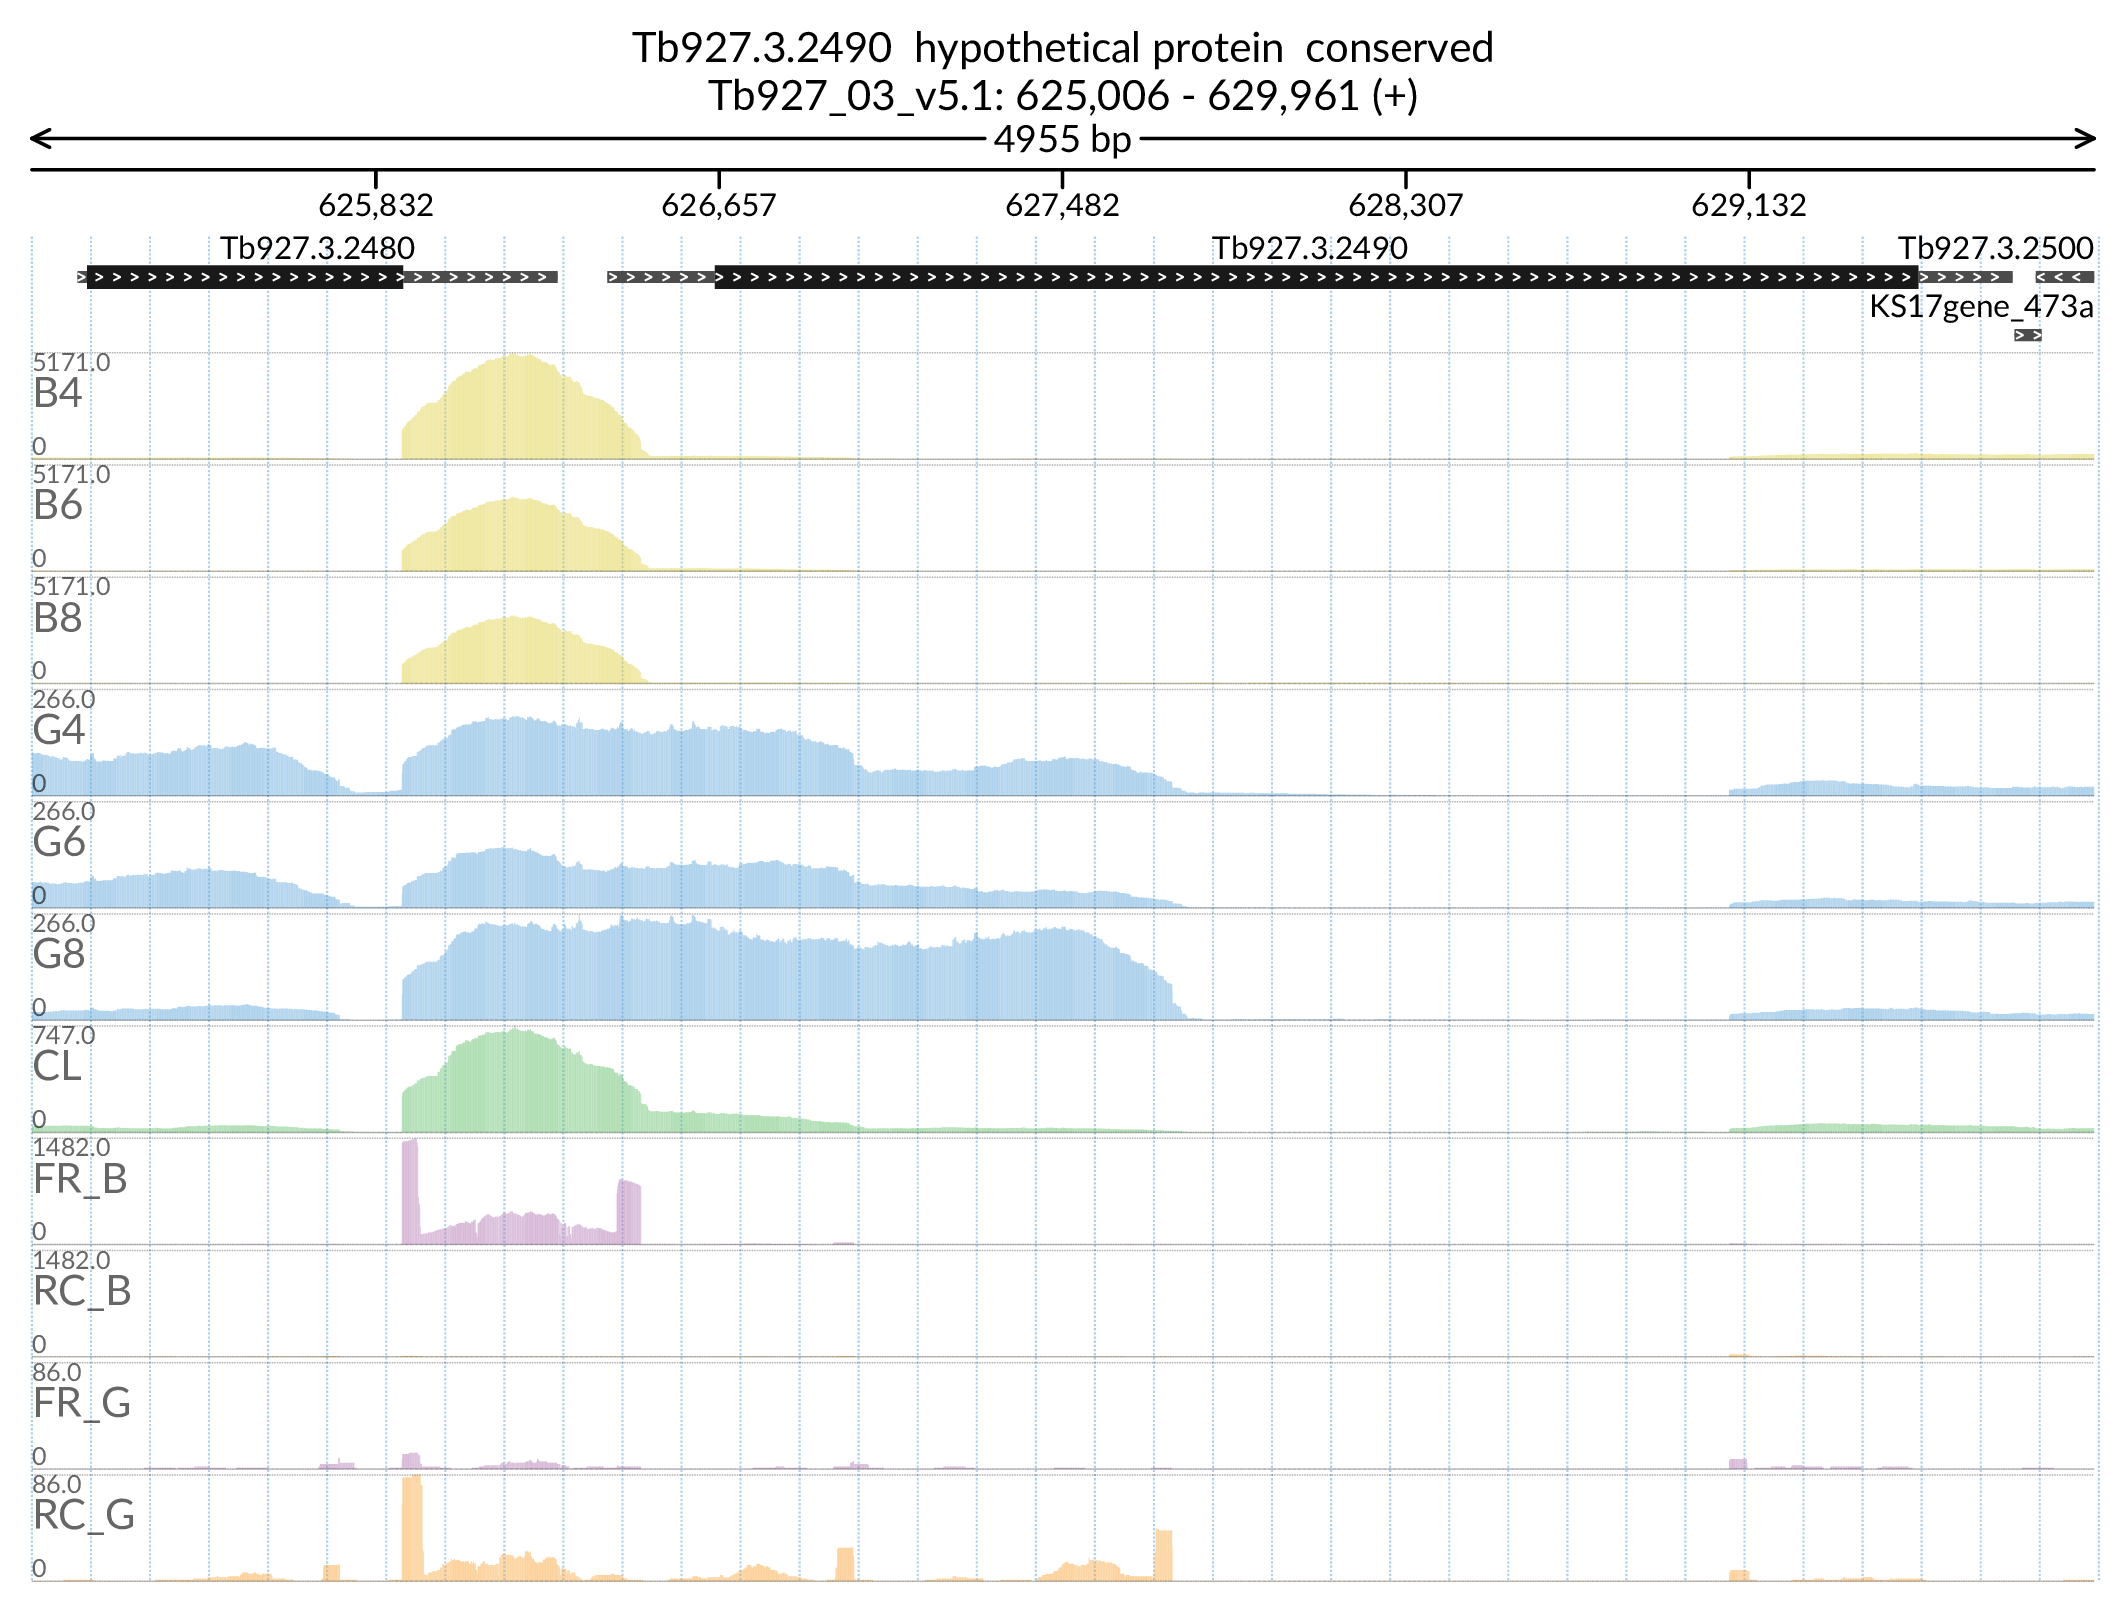 Tb927.3.2490  hypothetical protein  conserved
Tb927_03_v5.1: 625,006 - 629,961 (+)
4955 bp
625,832 626,657 627,482 628,307 629,132
Tb927.3.2480 Tb927.3.2490 Tb927.3.2500
KS17gene_473a
5171.0
B4
0
5171.0
B6
0
5171.0
B8
0
266.0
G4
0
266.0
G6
0
266.0
G8
0
747.0
CL
0
1482.0
FR_B
0
1482.0
RC_B
0
86.0
FR_G
0
86.0
RC_G
0